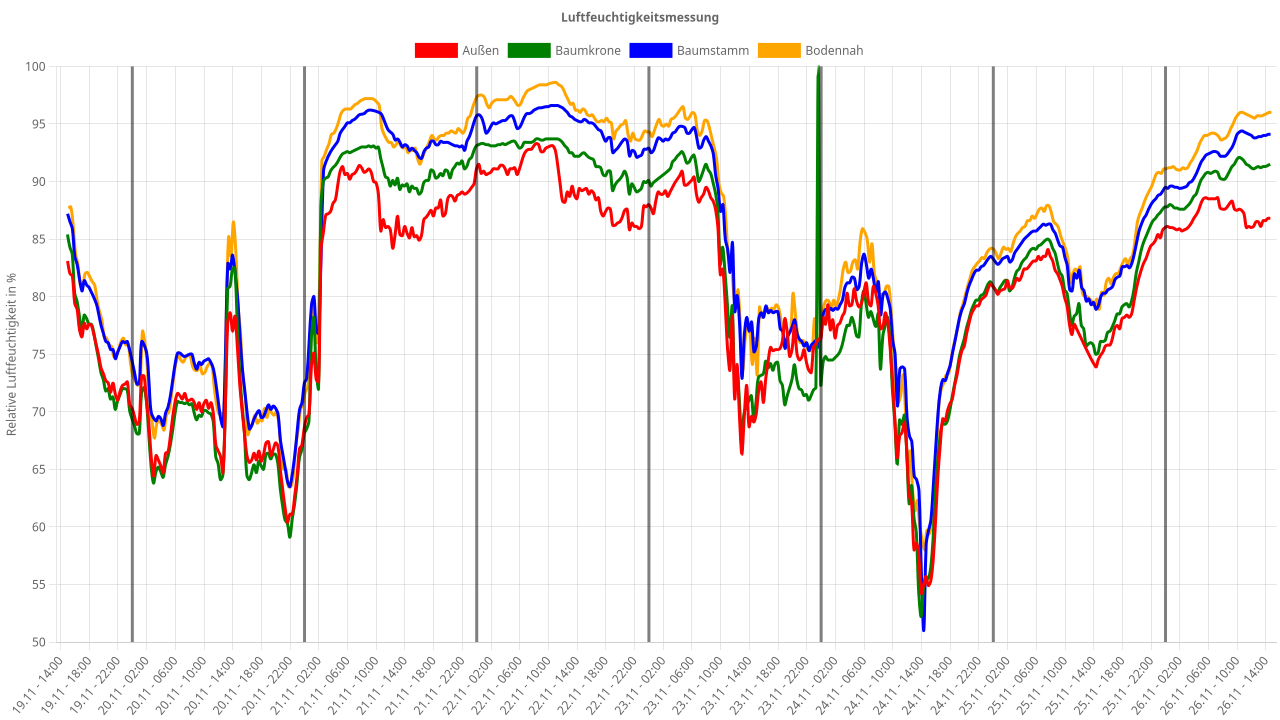 Luftfeuchtigkeitsmessung
Außen Baumkrone Baumstamm Bodennah
Relative Luftfeuchtigkeit in %
100
95
90
85
80
75
70
65
60
55
50
19.11 - 14:00
19.11 - 18:00
19.11 - 22:00
20.11 - 02:00
20.11 - 06:00
20.11 - 10:00
20.11 - 14:00
20.11 - 18:00
20.11 - 22:00
21.11 - 02:00
21.11 - 06:00
21.11 - 10:00
21.11 - 14:00
21.11 - 18:00
21.11 - 22:00
22.11 - 02:00
22.11 - 06:00
22.11 - 10:00
22.11 - 14:00
22.11 - 18:00
22.11 - 22:00
23.11 - 02:00
23.11 - 06:00
23.11 - 10:00
23.11 - 14:00
23.11 - 18:00
23.11 - 22:00
24.11 - 02:00
24.11 - 06:00
24.11 - 10:00
24.11 - 14:00
24.11 - 18:00
24.11 - 22:00
25.11 - 02:00
25.11 - 06:00
25.11 - 10:00
25.11 - 14:00
25.11 - 18:00
25.11 - 22:00
26.11 - 02:00
26.11 - 06:00
26.11 - 10:00
26.11 - 14:00